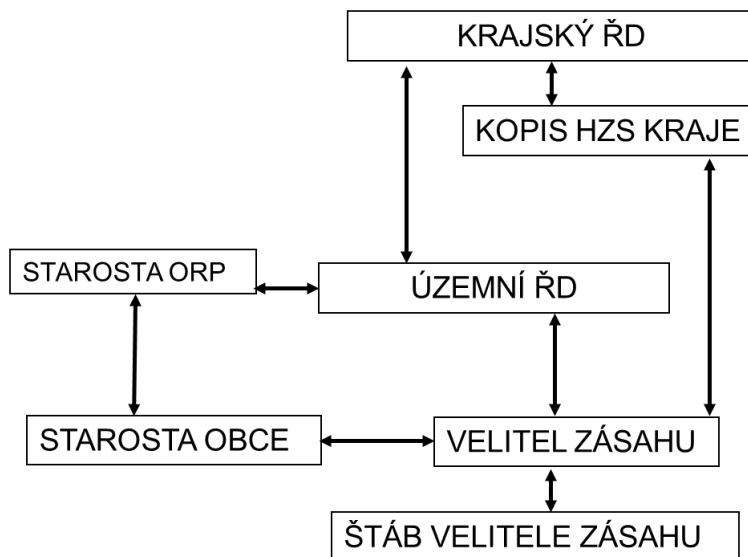 KRAJSKÝ ŘD
KOPIS HZS KRAJE
STAROSTA ORP
ÚZEMNÍ ŘD
STAROSTA OBCE
VELITEL ZÁSAHU
ŠTÁB VELITELE ZÁSAHU